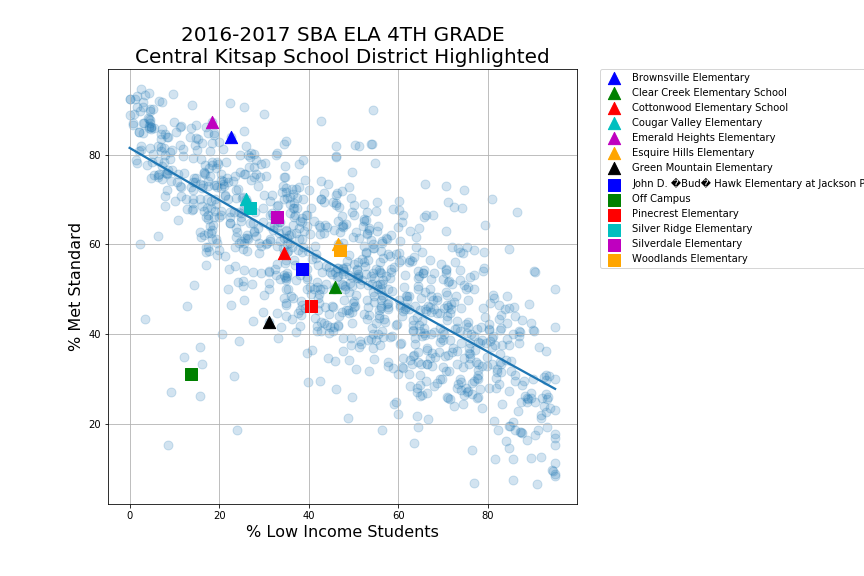 2016-2017 SBA ELA 4TH GRADE
Central Kitsap School District Highlighted
% Met Standard
80
60
40
20
0 20 40 60 80
% Low Income Students
Brownsville Elementary
Clear Creek Elementary School
Cottonwood Elementary School
Cougar Valley Elementary
Emerald Heights Elementary
Esquire Hills Elementary
Green Mountain Elementary
John D. �Bud� Hawk Elementary at Jackson P
Off Campus
Pinecrest Elementary
Silver Ridge Elementary
Silverdale Elementary
Woodlands Elementary